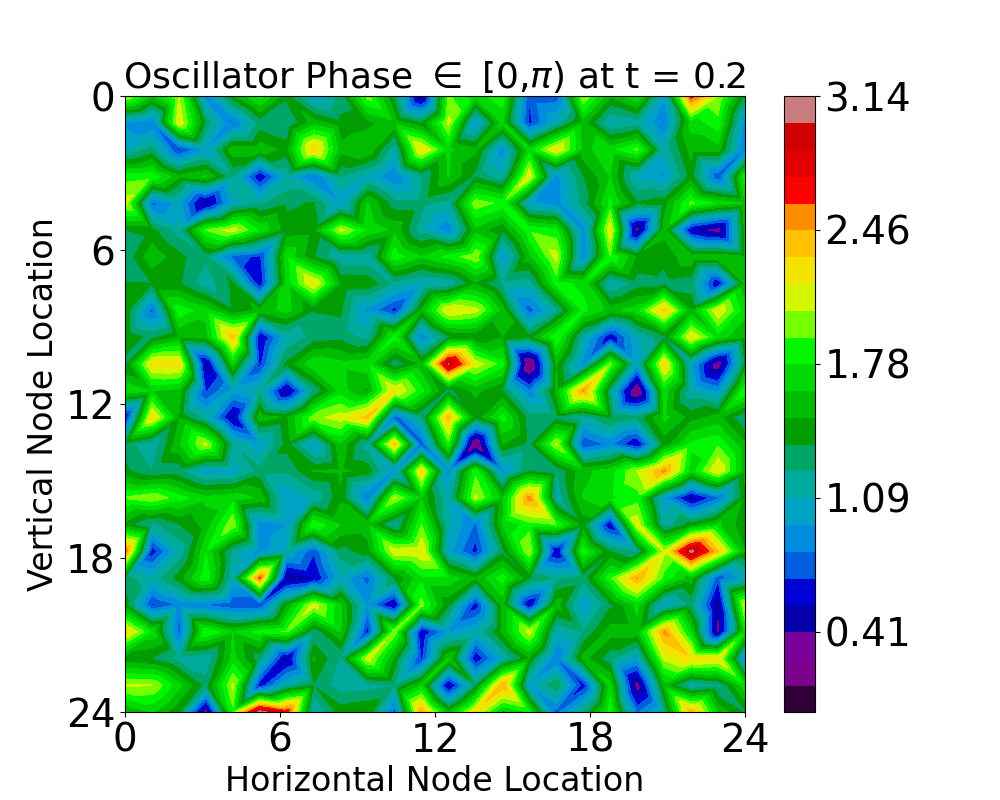 Oscillator Phase ∈ [0,π) at t = 0.2
Vertical Node Location
0
6
12
18
24
0 6 12 18 24
Horizontal Node Location
3.14
2.46
1.78
1.09
0.41